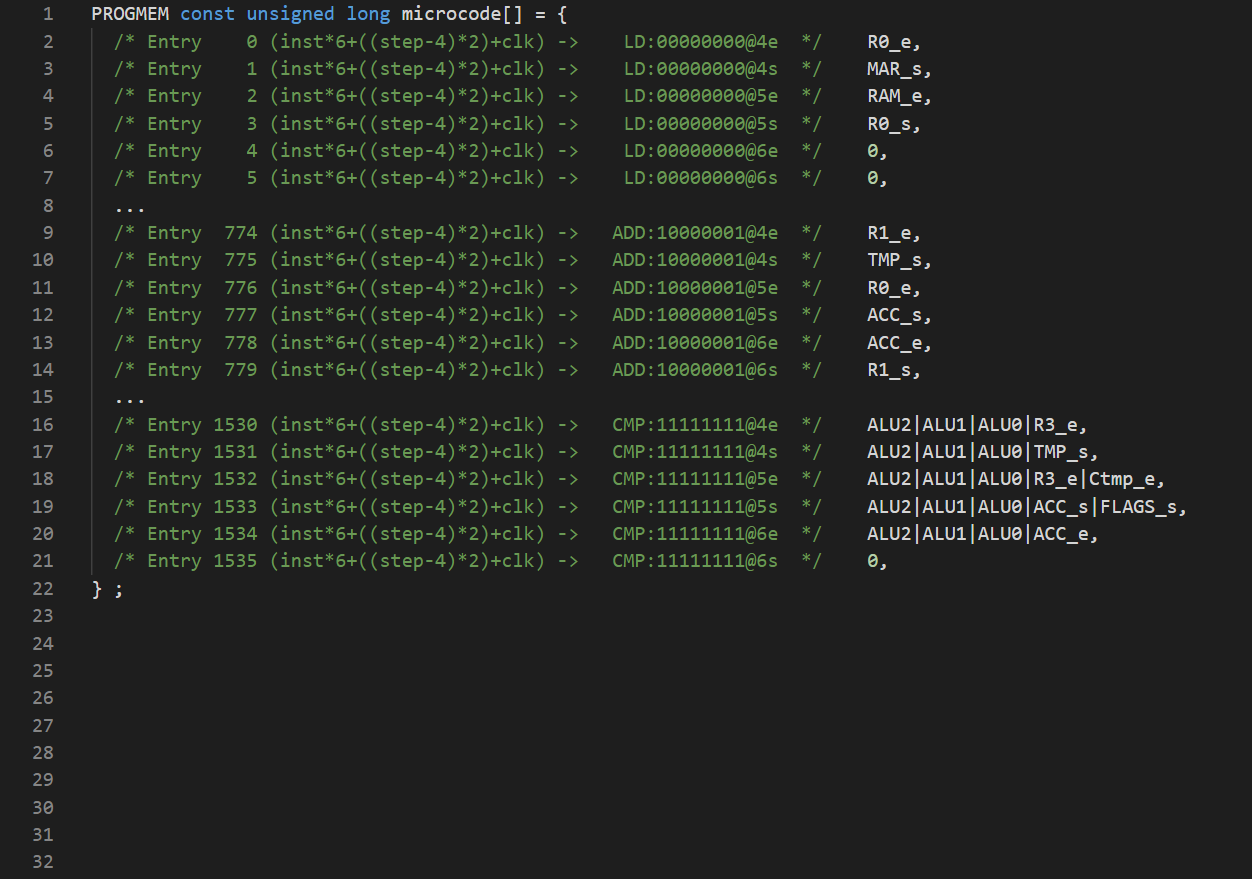 1 PROGMEM const unsigned long microcode[] = {
2 /* Entry    0 (inst*6+((step-4)*2)+clk) ->    LD:00000000@4e  */    R0_e,
3 /* Entry    1 (inst*6+((step-4)*2)+clk) ->    LD:00000000@4s  */    MAR_s,
4 /* Entry    2 (inst*6+((step-4)*2)+clk) ->    LD:00000000@5e  */    RAM_e,
5 /* Entry    3 (inst*6+((step-4)*2)+clk) ->    LD:00000000@5s  */    R0_s,
6 /* Entry    4 (inst*6+((step-4)*2)+clk) ->    LD:00000000@6e  */    0,
7 /* Entry    5 (inst*6+((step-4)*2)+clk) ->    LD:00000000@6s  */    0,
8 ...
9 /* Entry  774 (inst*6+((step-4)*2)+clk) ->   ADD:10000001@4e  */    R1_e,
10 /* Entry  775 (inst*6+((step-4)*2)+clk) ->   ADD:10000001@4s  */    TMP_s,
11 /* Entry  776 (inst*6+((step-4)*2)+clk) ->   ADD:10000001@5e  */    R0_e,
12 /* Entry  777 (inst*6+((step-4)*2)+clk) ->   ADD:10000001@5s  */    ACC_s,
13 /* Entry  778 (inst*6+((step-4)*2)+clk) ->   ADD:10000001@6e  */    ACC_e,
14 /* Entry  779 (inst*6+((step-4)*2)+clk) ->   ADD:10000001@6s  */    R1_s,
15 ...
16 /* Entry 1530 (inst*6+((step-4)*2)+clk) ->   CMP:11111111@4e  */    ALU2|ALU1|ALU0|R3_e,
17 /* Entry 1531 (inst*6+((step-4)*2)+clk) ->   CMP:11111111@4s  */    ALU2|ALU1|ALU0|TMP_s,
18 /* Entry 1532 (inst*6+((step-4)*2)+clk) ->   CMP:11111111@5e  */    ALU2|ALU1|ALU0|R3_e|Ctmp_e,
19 /* Entry 1533 (inst*6+((step-4)*2)+clk) ->   CMP:11111111@5s  */    ALU2|ALU1|ALU0|ACC_s|FLAGS_s,
20 /* Entry 1534 (inst*6+((step-4)*2)+clk) ->   CMP:11111111@6e  */    ALU2|ALU1|ALU0|ACC_e,
21 /* Entry 1535 (inst*6+((step-4)*2)+clk) ->   CMP:11111111@6s  */    0,
22 } ;
23
24
25
26
27
28
29
30
31
32